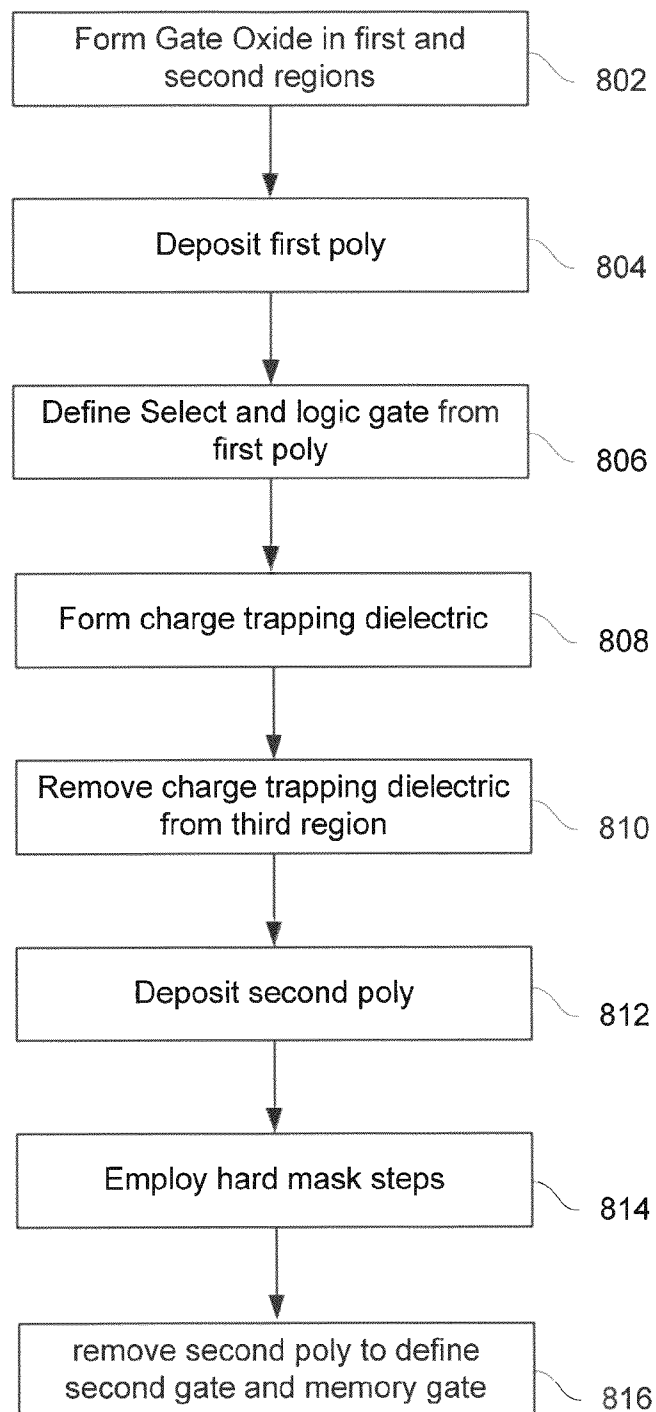 Form Gate Oxide in first and
second regions
802
Deposit first poly
804
Define Select and logic gate from
first poly
806
Form charge trapping dielectric
808
Remove charge trapping dielectric
from third region
810
Deposit second poly
812
Employ hard mask steps
814
remove second poly to define
second gate and memory gate
816